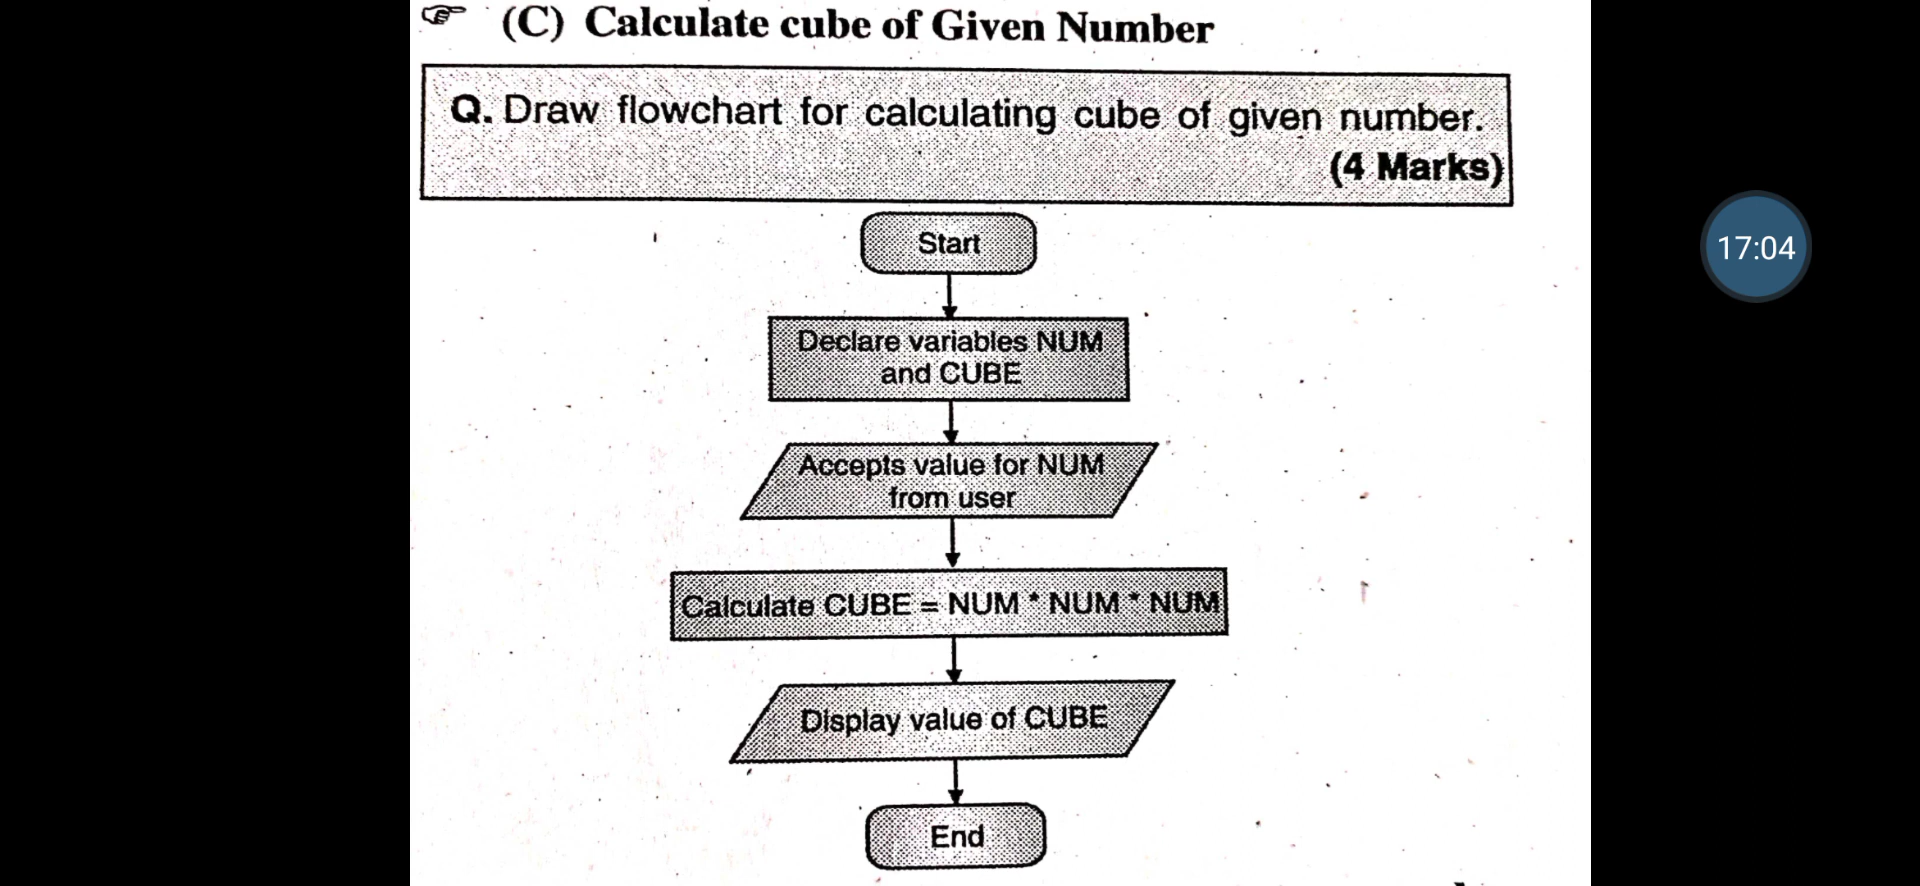 (C) Calculate cube of Given Number
Q. Draw flowchart for calculating cube of given number.
(4 Marks)
Start
17:04
Declare variables NUM
and CUBE
Accepts value for NUM
from user
Calculate CUBE = NUM * NUM * NUM
Display value of CUBE
End